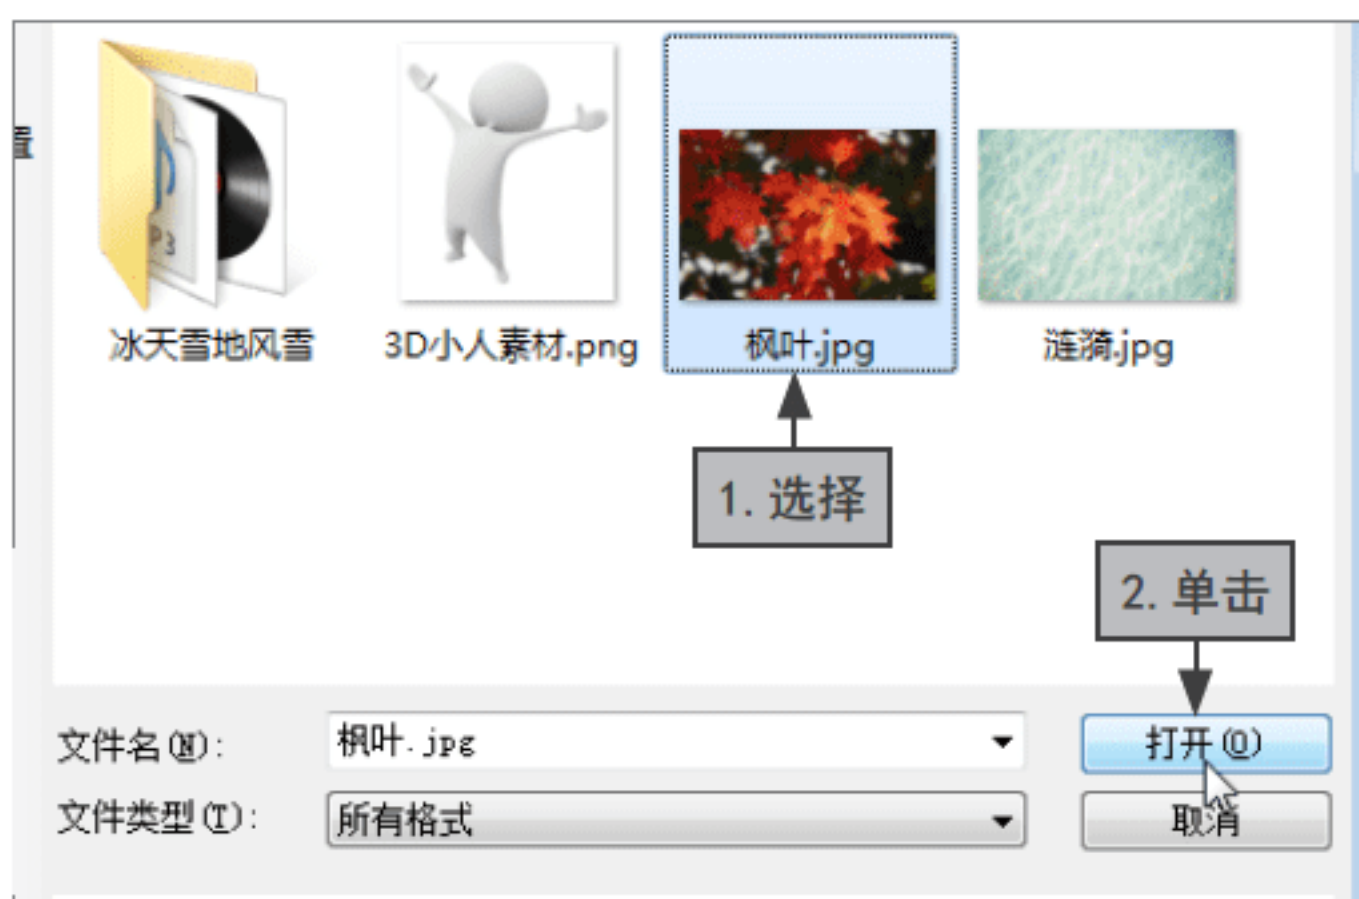 置
P3
冰天雪地风雪
3D小人素材.png
枫叶.jpg
涟漪.jpg
1. 选择
2. 单击
文件名(N):
枫叶.jpg
打开(O)
文件类型(T):
所有格式
取消